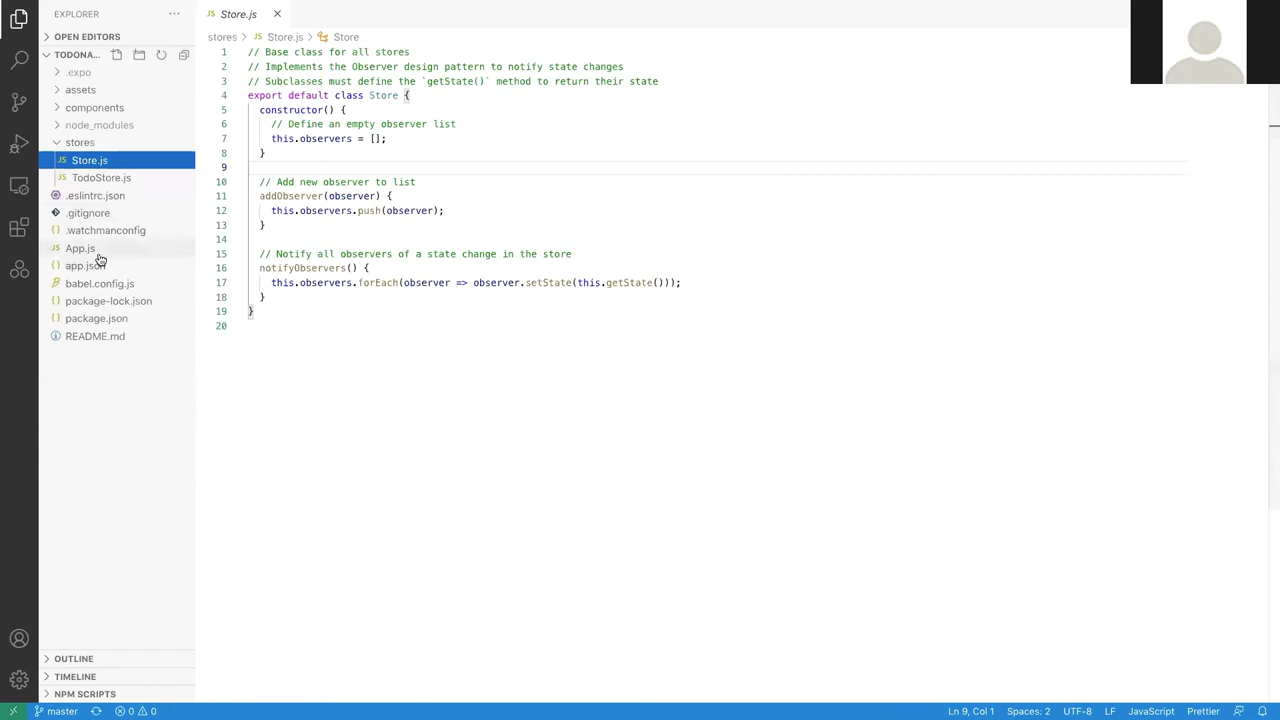 EXPLORER
OPEN EDITORS
TODONA...
.expo
assets
components
node_modules
stores
Store.js
TodoStore.js
.eslintrc.json
.gitignore
.watchmanconfig
App.js
app.json
babel.config.js
package-lock.json
package.json
README.md
OUTLINE
TIMELINE
NPM SCRIPTS
JS Store.js
stores > Store.js > Store
1 // Base class for all stores
2 // Implements the Observer design pattern to notify state changes
3 // Subclasses must define the `getState()` method to return their state
4 export default class Store {
5 constructor() {
6 // Define an empty observer list
7 this.observers = [];
8 }
9
10 // Add new observer to list
11 addObserver(observer) {
12 this.observers.push(observer);
13 }
14
15 // Notify all observers of a state change in the store
16 notifyObservers() {
17 this.observers.forEach(observer => observer.setState(this.getState()));
18 }
19 }
20
master 0 0 Ln 9, Col 1 Spaces: 2 UTF-8 LF JavaScript Prettier